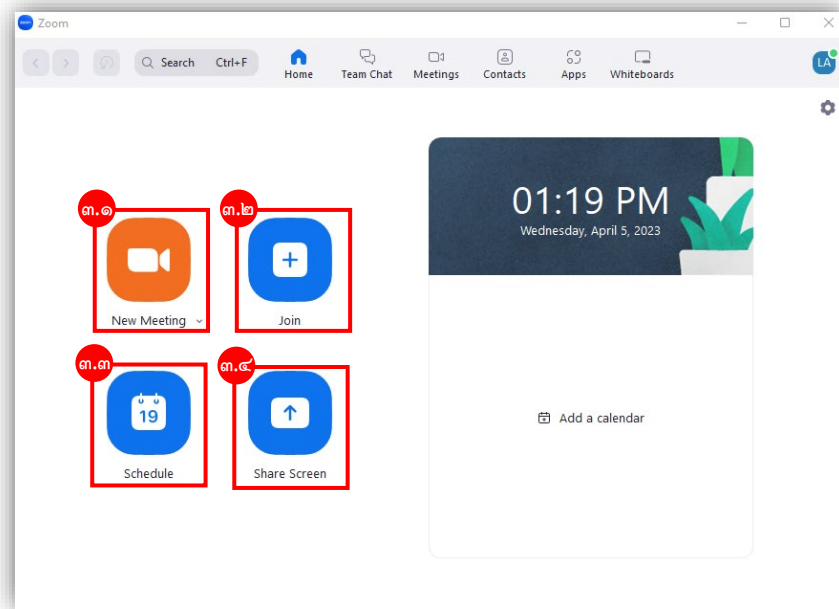 zoom Zoom
Search Ctrl+F Home Team Chat Meetings Contacts Apps Whiteboards LA
01:19 PM
Wednesday, April 5, 2023
๓.๑ ๓.๒
New Meeting Join
๓.๓ ๓.๔
19
Schedule Share Screen
Add a calendar